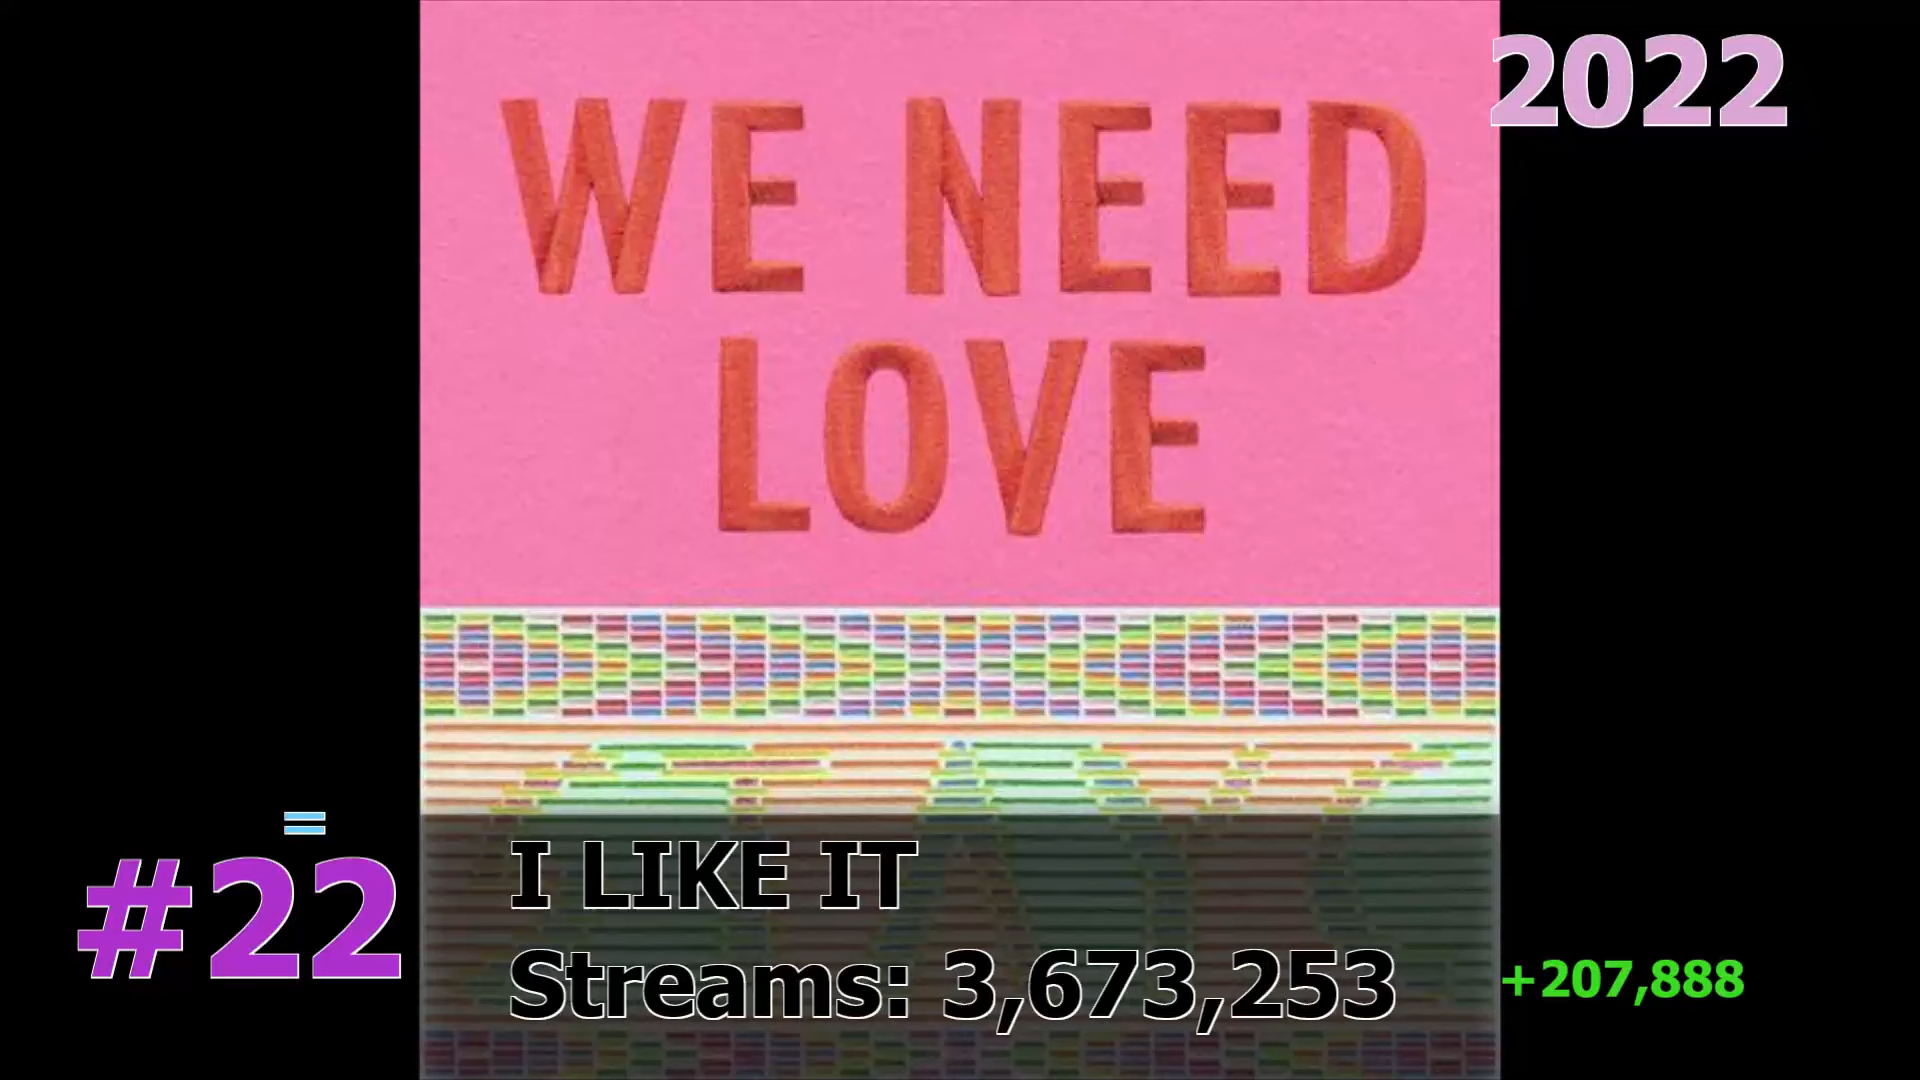 WE NEED
LOVE
2022
=
#22
I LIKE IT
Streams: 3,673,253
+207,888